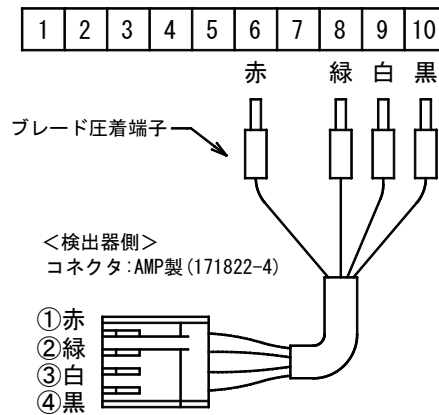 1 2 3 4 5 6 7 8 9 10
赤 緑 白 黒
ブレード圧着端子
<検出器側>
コネクタ:AMP製(171822-4)
①赤
②緑
③白
④黒